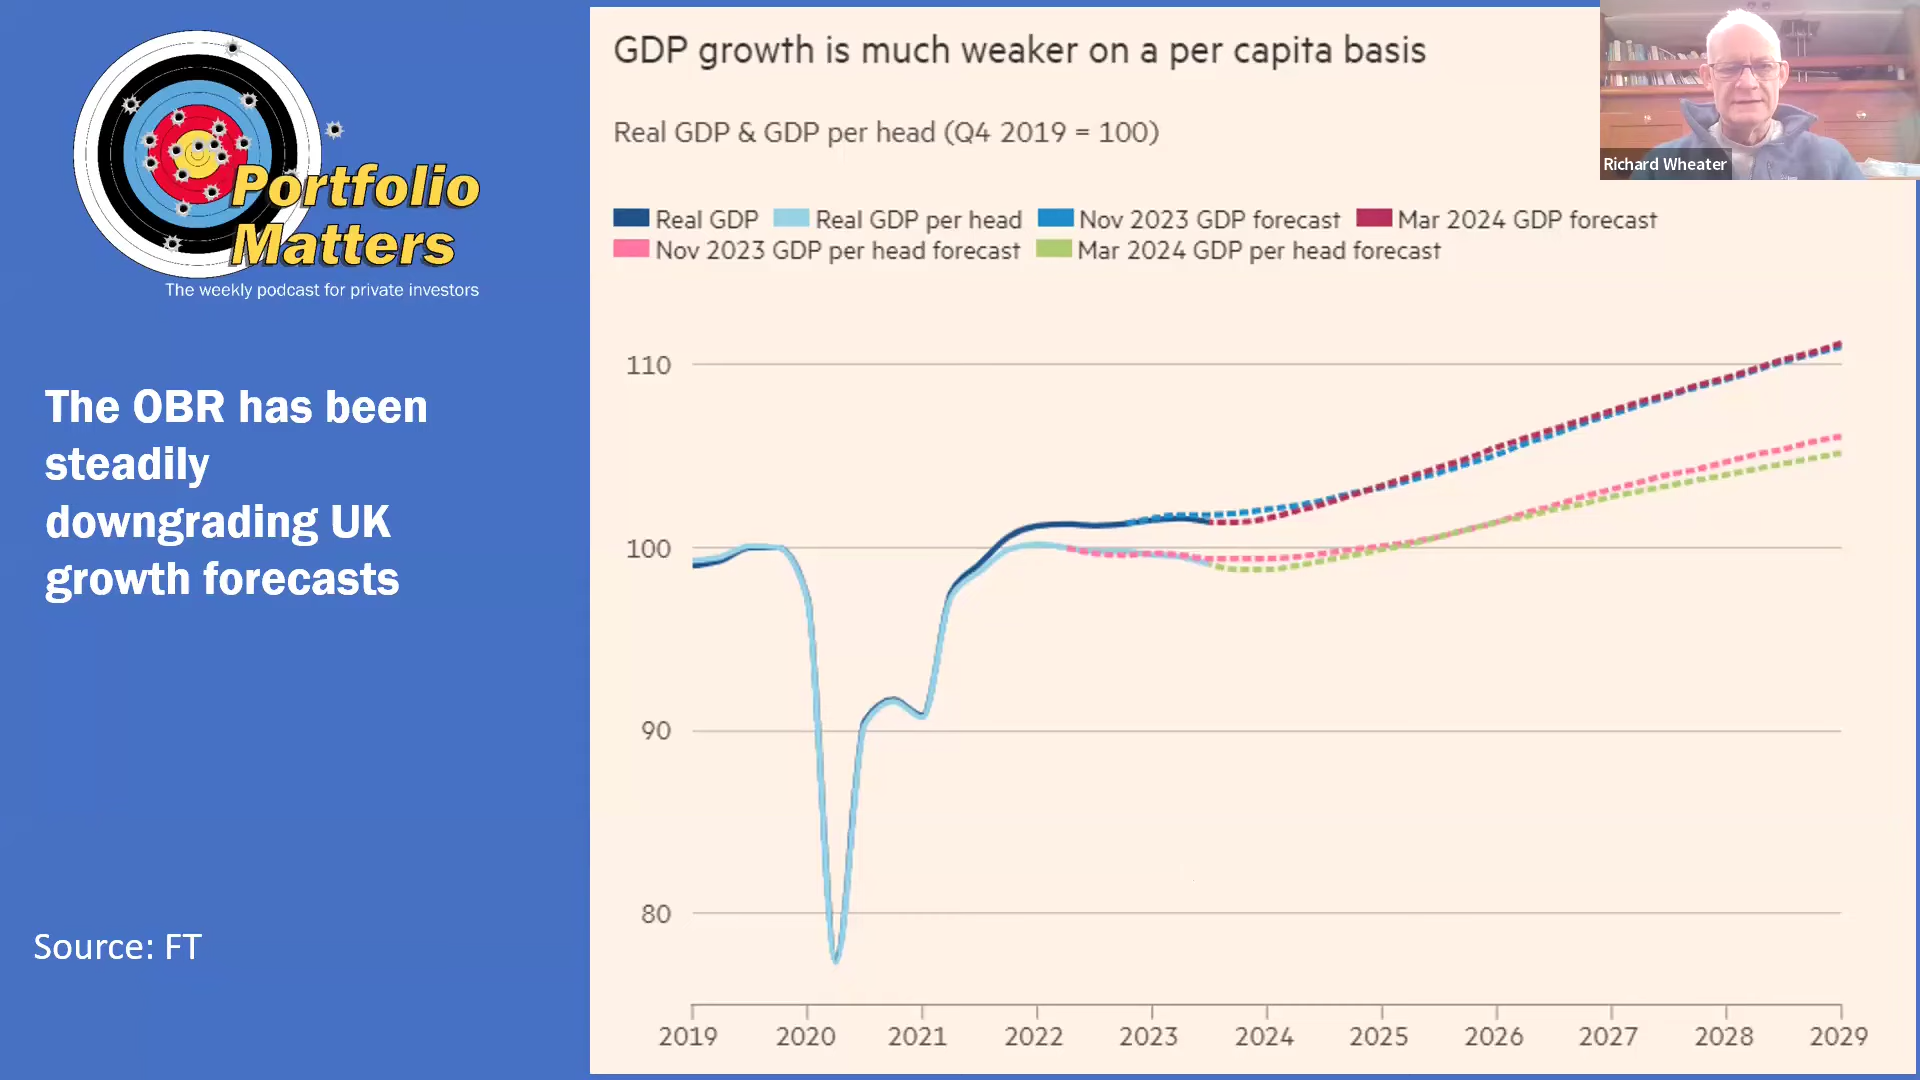 Portfolio
Matters
The weekly podcast for private investors
The OBR has been
steadily
downgrading UK
growth forecasts
Source: FT
GDP growth is much weaker on a per capita basis
Real GDP & GDP per head (Q4 2019 = 100)
Real GDP Real GDP per head Nov 2023 GDP forecast Mar 2024 GDP forecast
Nov 2023 GDP per head forecast Mar 2024 GDP per head forecast
110
100
90
80
2019 2020 2021 2022 2023 2024 2025 2026 2027 2028 2029
Richard Wheater